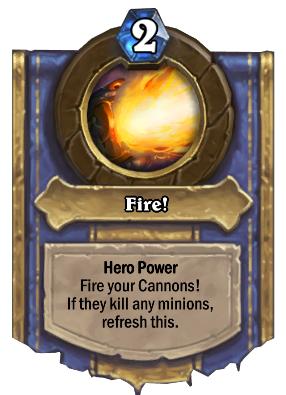 2
Fire!
Hero Power
Fire your Cannons!
If they kill any minions,
refresh this.